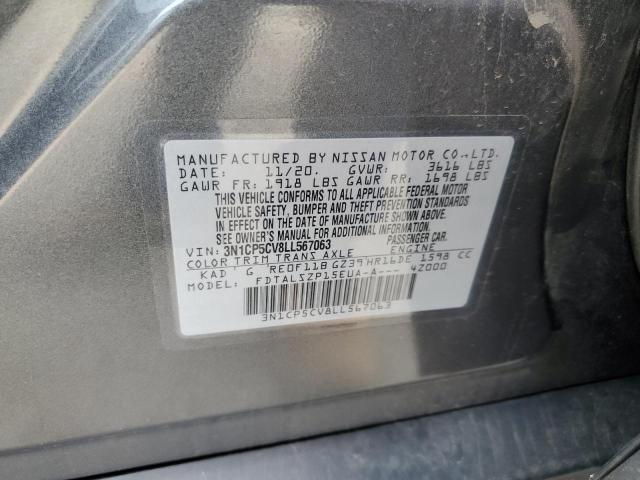 MANUFACTURED BY NISSAN MOTOR CO.,LTD.
DATE: 11/20. GVWR: 3616 LBS
GAWR FR: 1918 LBS GAWR RR: 1698 LBS
THIS VEHICLE CONFORMS TO ALL APPLICABLE FEDERAL MOTOR
VEHICLE SAFETY, BUMPER AND THEFT PREVENTION STANDARDS
IN EFFECT ON THE DATE OF MANUFACTURE SHOWN ABOVE.
SEE OWNER'S MANUAL FOR ADDITIONAL INFORMATION.
VIN: 3N1CP5CV8LL567063 PASSENGER CAR.
COLOR TRIM TRANS AXLE ENGINE
KAD G RE0F11B GZ39 HR16DE 1598 CC
MODEL: FDTALSZP15EUA-A--- 4Z000
3N1CP5CV8LL567063